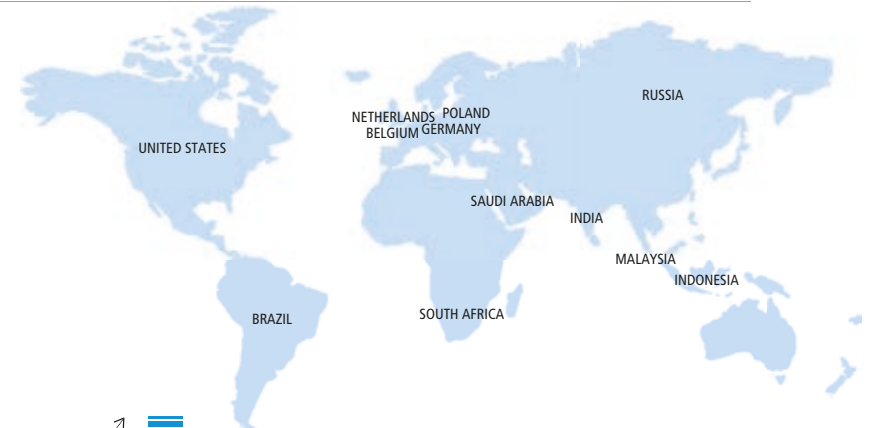 RUSSIA
NETHERLANDS POLAND
BELGIUM GERMANY
UNITED STATES
SAUDI ARABIA
INDIA
MALAYSIA
INDONESIA
BRAZIL
SOUTH AFRICA